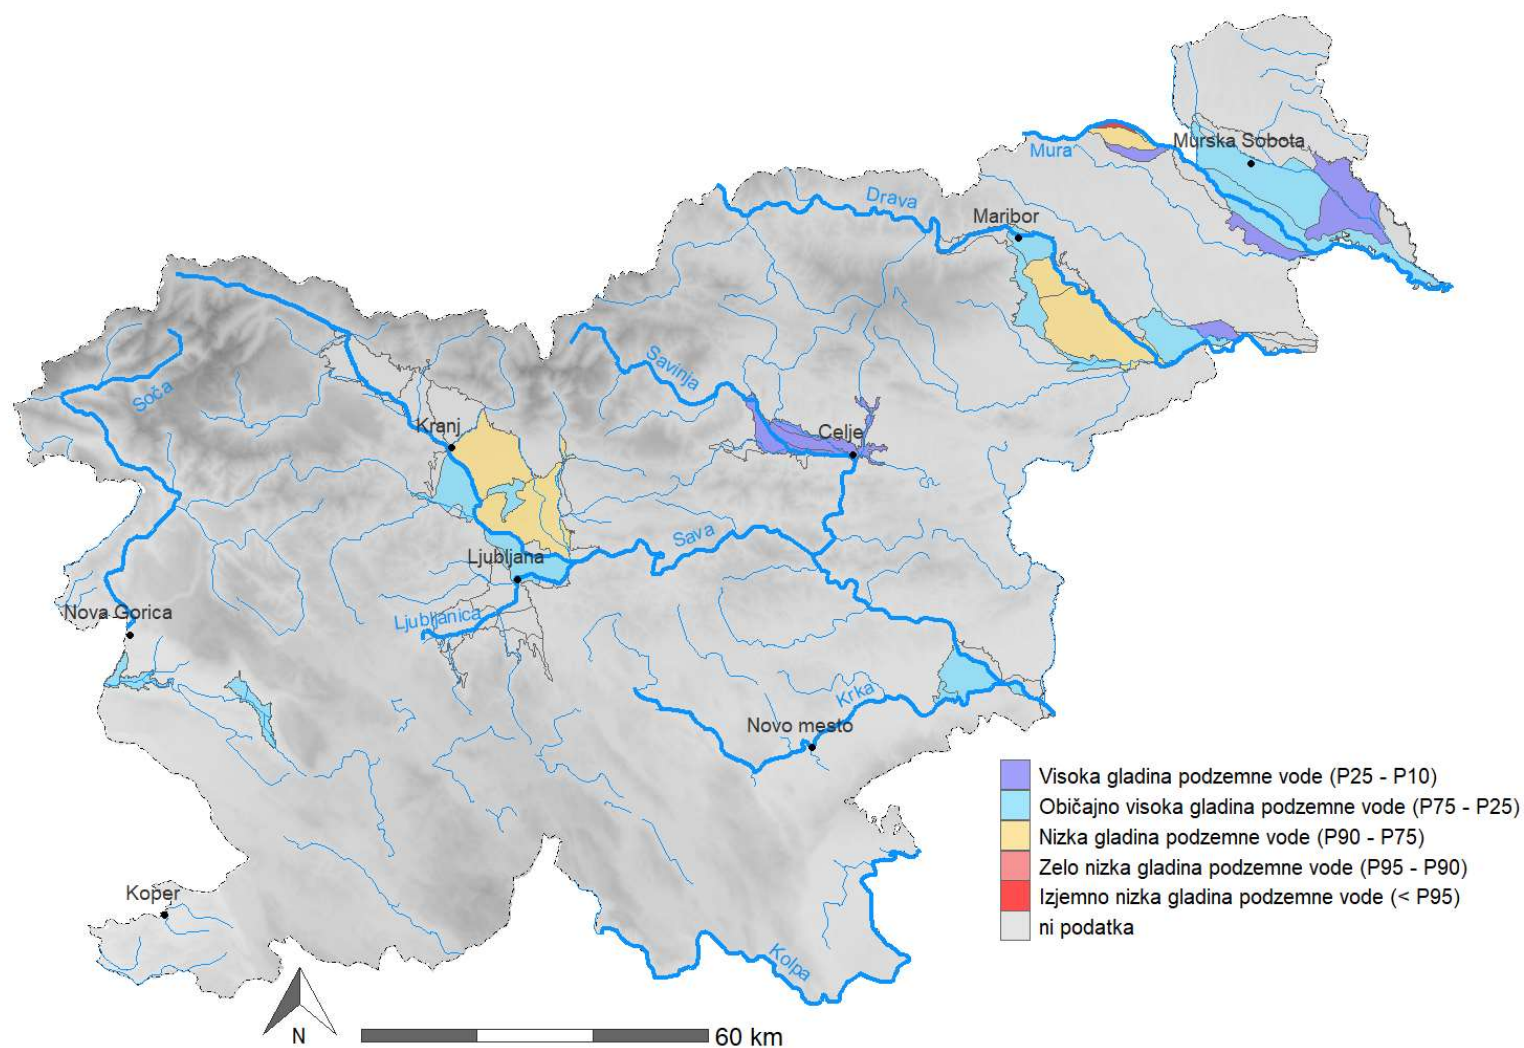 Mura
Murska Sobota
Drava
Maribor
Soča
Savinja
Kranj
Celje
Sava
Ljubljana
Nova Gorica
Ljubljanica
Krka
Novo mesto
Visoka gladina podzemne vode (P25 - P10)
Običajno visoka gladina podzemne vode (P75 - P25)
Nizka gladina podzemne vode (P90 - P75)
Zelo nizka gladina podzemne vode (P95 - P90)
Izjemno nizka gladina podzemne vode (< P95)
ni podatka
Koper
Kolpa
N
60 km